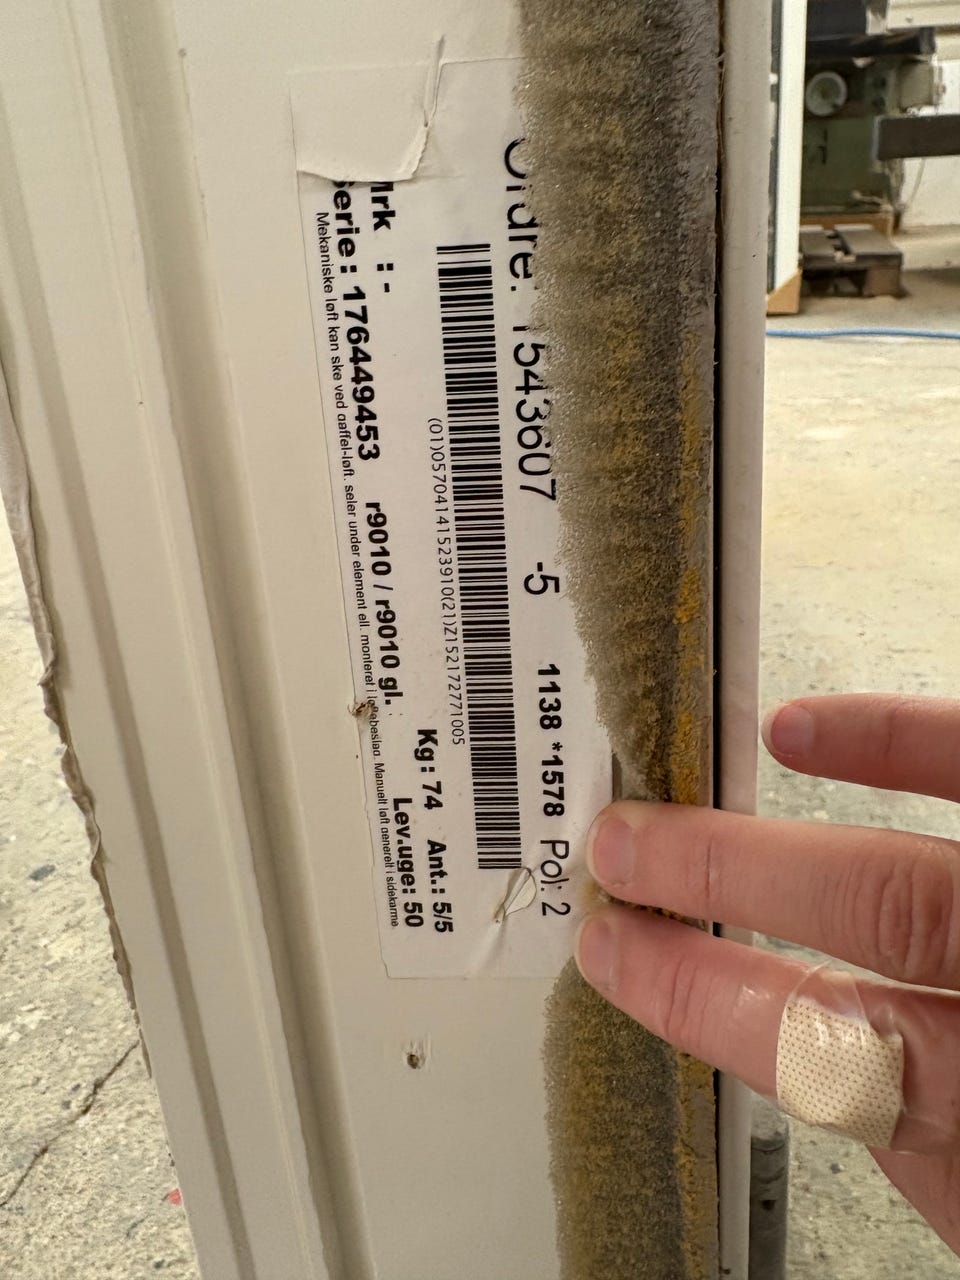 Ordre: 1543607 -5 1138 *1578 Pol: 2
(01)05704141523910(21)Z152172771005
Mrk : - Kg: 74 Ant.: 5/5
Serie : 176449453 r9010 / r9010 gl. Lev.uge: 50
Mekaniske løft kan ske ved gaffel-løft, seler under element ell. monteret i løftebeslag. Manuelt løft generelt i sidekarme